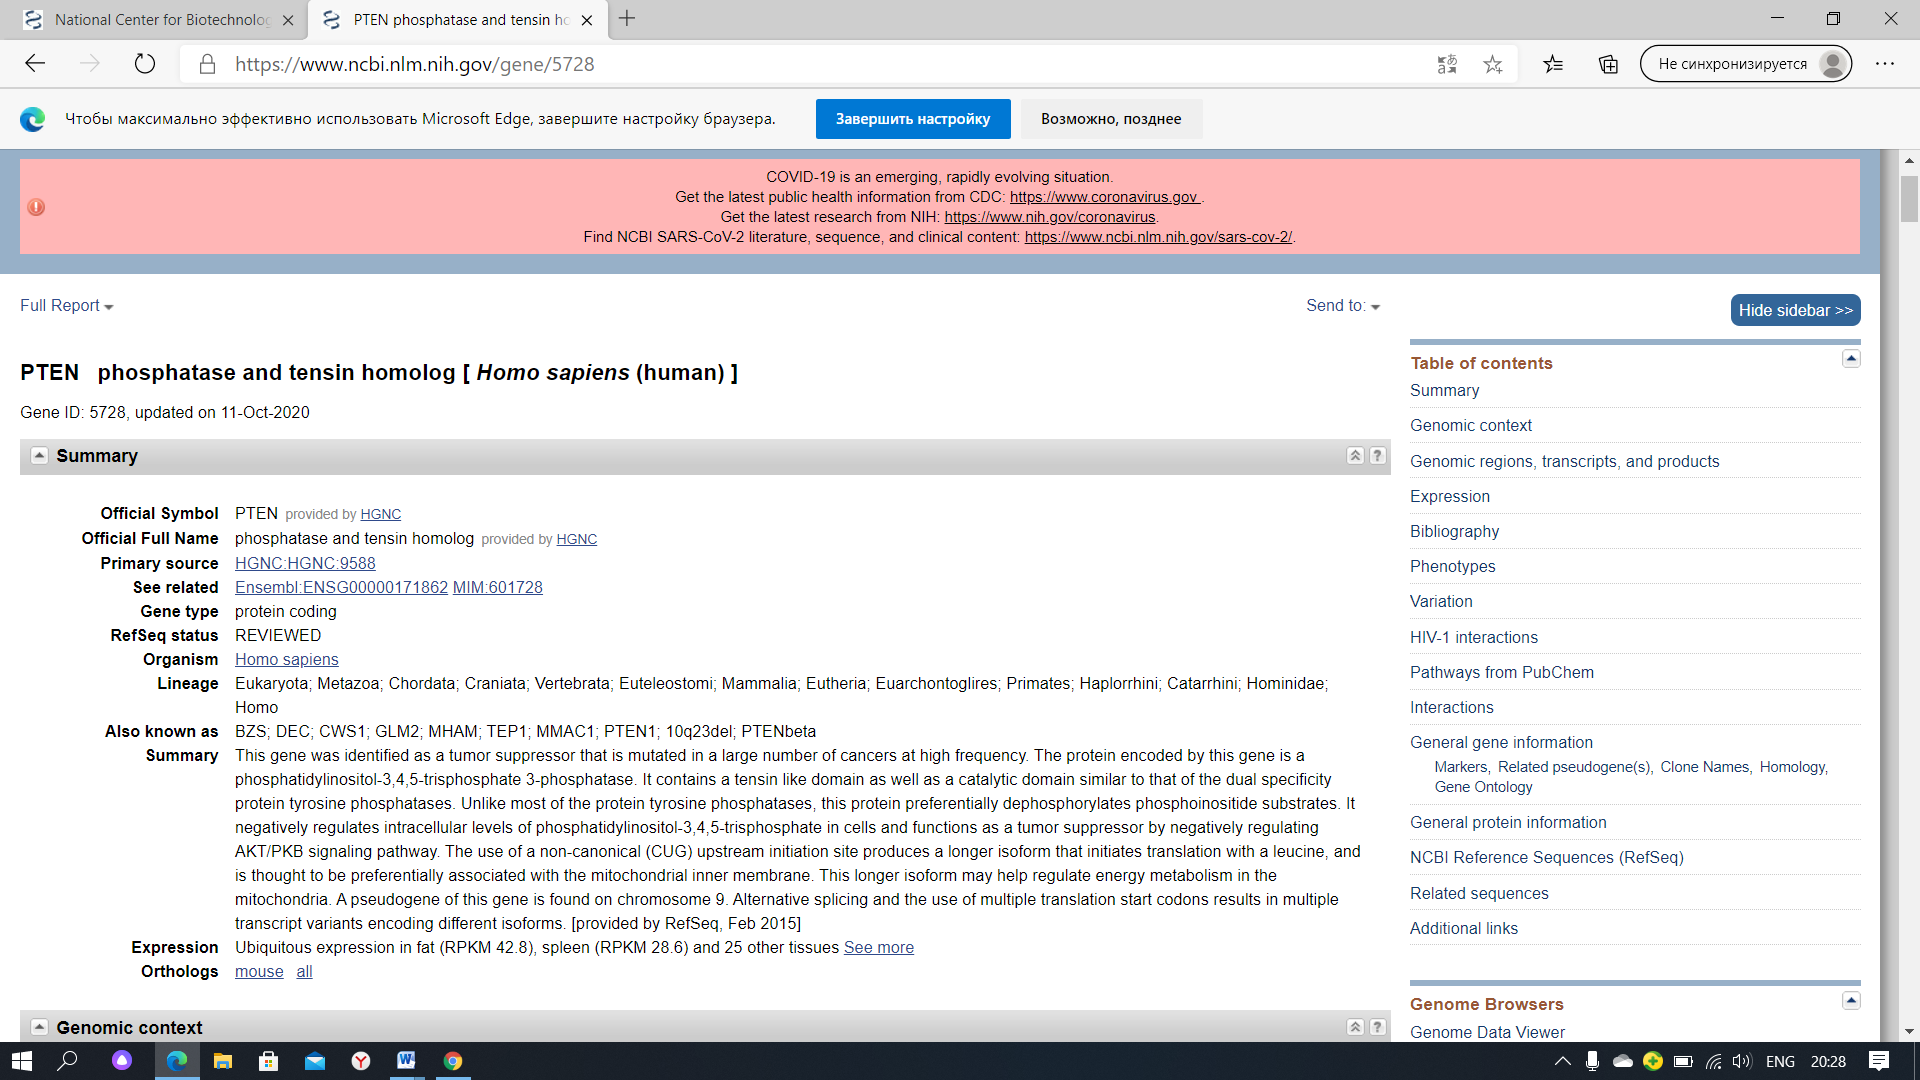 National Center for Biotechnolog
PTEN phosphatase and tensin ho
https://www.ncbi.nlm.nih.gov/gene/5728
Не синхронизируется
Чтобы максимально эффективно использовать Microsoft Edge, завершите настройку браузера.
Завершить настройку
Возможно, позднее
COVID-19 is an emerging, rapidly evolving situation.
Get the latest public health information from CDC: https://www.coronavirus.gov .
Get the latest research from NIH: https://www.nih.gov/coronavirus.
Find NCBI SARS-CoV-2 literature, sequence, and clinical content: https://www.ncbi.nlm.nih.gov/sars-cov-2/.
Full Report
Send to:
Hide sidebar >>
PTEN phosphatase and tensin homolog [ Homo sapiens (human) ]
Gene ID: 5728, updated on 11-Oct-2020
Summary
Official Symbol PTEN provided by HGNC
Official Full Name phosphatase and tensin homolog provided by HGNC
Primary source HGNC:HGNC:9588
See related Ensembl:ENSG00000171862 MIM:601728
Gene type protein coding
RefSeq status REVIEWED
Organism Homo sapiens
Lineage Eukaryota; Metazoa; Chordata; Craniata; Vertebrata; Euteleostomi; Mammalia; Eutheria; Euarchontoglires; Primates; Haplorrhini; Catarrhini; Hominidae;
Homo
Also known as BZS; DEC; CWS1; GLM2; MHAM; TEP1; MMAC1; PTEN1; 10q23del; PTENbeta
Summary This gene was identified as a tumor suppressor that is mutated in a large number of cancers at high frequency. The protein encoded by this gene is a
phosphatidylinositol-3,4,5-trisphosphate 3-phosphatase. It contains a tensin like domain as well as a catalytic domain similar to that of the dual specificity
protein tyrosine phosphatases. Unlike most of the protein tyrosine phosphatases, this protein preferentially dephosphorylates phosphoinositide substrates. It
negatively regulates intracellular levels of phosphatidylinositol-3,4,5-trisphosphate in cells and functions as a tumor suppressor by negatively regulating
AKT/PKB signaling pathway. The use of a non-canonical (CUG) upstream initiation site produces a longer isoform that initiates translation with a leucine, and
is thought to be preferentially associated with the mitochondrial inner membrane. This longer isoform may help regulate energy metabolism in the
mitochondria. A pseudogene of this gene is found on chromosome 9. Alternative splicing and the use of multiple translation start codons results in multiple
transcript variants encoding different isoforms. [provided by RefSeq, Feb 2015]
Expression Ubiquitous expression in fat (RPKM 42.8), spleen (RPKM 28.6) and 25 other tissues See more
Orthologs mouse all
Genomic context
Table of contents
Summary
Genomic context
Genomic regions, transcripts, and products
Expression
Bibliography
Phenotypes
Variation
HIV-1 interactions
Pathways from PubChem
Interactions
General gene information
Markers, Related pseudogene(s), Clone Names, Homology,
Gene Ontology
General protein information
NCBI Reference Sequences (RefSeq)
Related sequences
Additional links
Genome Browsers
Genome Data Viewer
ENG
20:28